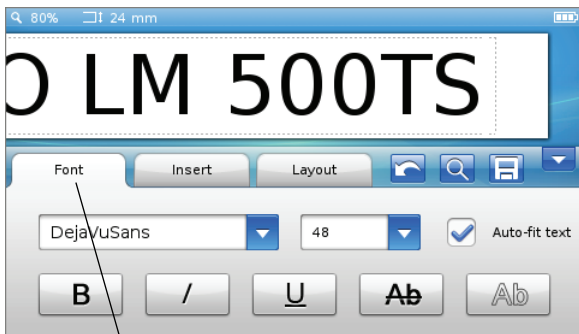 80% 24 mm
O LM 500TS
Font Insert Layout
DejaVuSans 48 Auto-fit text
B I U Ab Ab